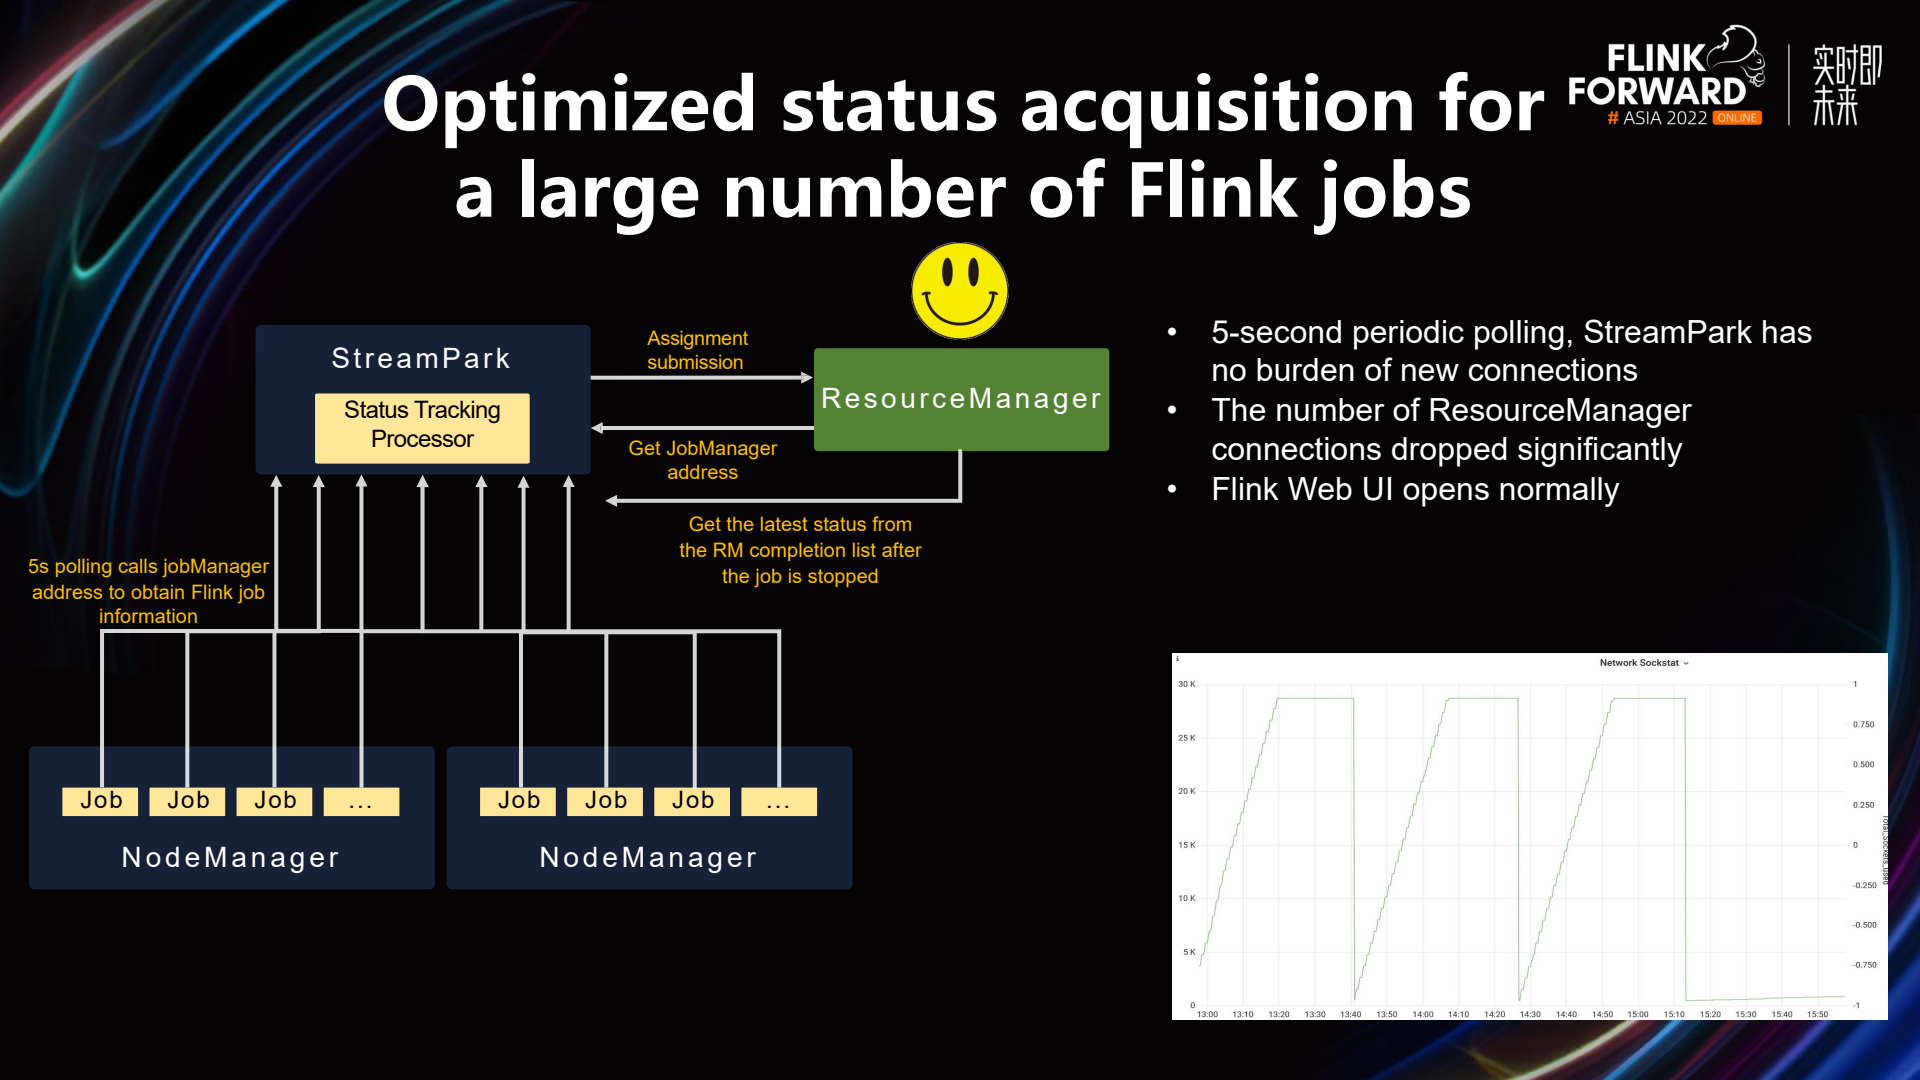 FLINK
FORWARD
# ASIA 2022 ONLINE
实时即
未来
Optimized status acquisition for
a large number of Flink jobs
StreamPark
Status Tracking
Processor
Assignment
submission
ResourceManager
Get JobManager
address
Get the latest status from
the RM completion list after
the job is stopped
5s polling calls jobManager
address to obtain Flink job
information
Job Job Job ...
NodeManager
Job Job Job ...
NodeManager
• 5-second periodic polling, StreamPark has
no burden of new connections
• The number of ResourceManager
connections dropped significantly
• Flink Web UI opens normally
i
Network Sockstat
30 K
25 K
20 K
15 K
10 K
5 K
0
1
0.750
0.500
0.250
0
-0.250
-0.500
-0.750
-1
Total_Sockets_used
13:00 13:10 13:20 13:30 13:40 13:50 14:00 14:10 14:20 14:30 14:40 14:50 15:00 15:10 15:20 15:30 15:40 15:50